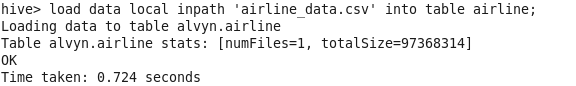 hive> load data local inpath 'airline_data.csv' into table airline;
Loading data to table alvyn.airline
Table alvyn.airline stats: [numFiles=1, totalSize=97368314]
OK
Time taken: 0.724 seconds